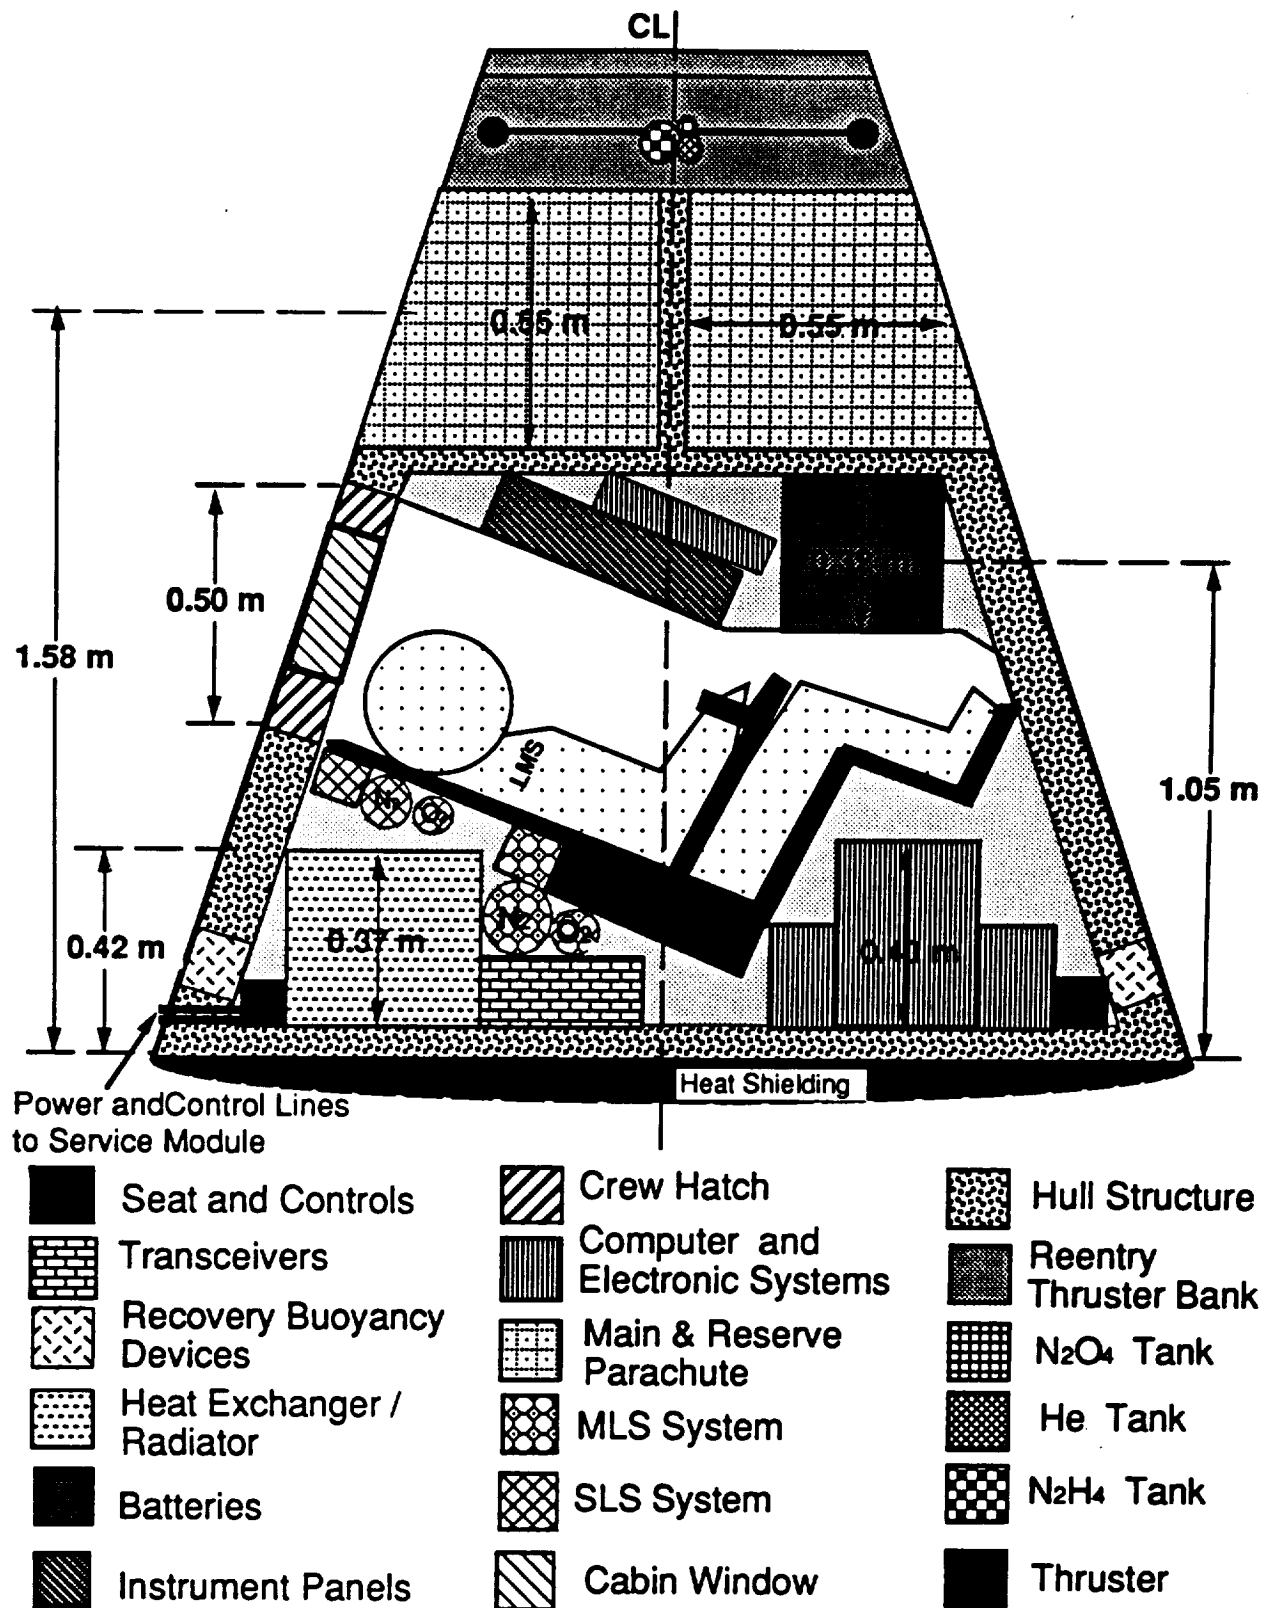 CL
0.55 m
0.50 m
1.58 m
LMS
1.05 m
0.42 m
0.37 m
N2
O2
Heat Shielding
Power andControl Lines
to Service Module
Seat and Controls
Transceivers
Recovery Buoyancy
Devices
Heat Exchanger /
Radiator
Batteries
Instrument Panels
Crew Hatch
Computer and
Electronic Systems
Main & Reserve
Parachute
MLS System
SLS System
Cabin Window
Hull Structure
Reentry
Thruster Bank
N2O4 Tank
He Tank
N2H4 Tank
Thruster